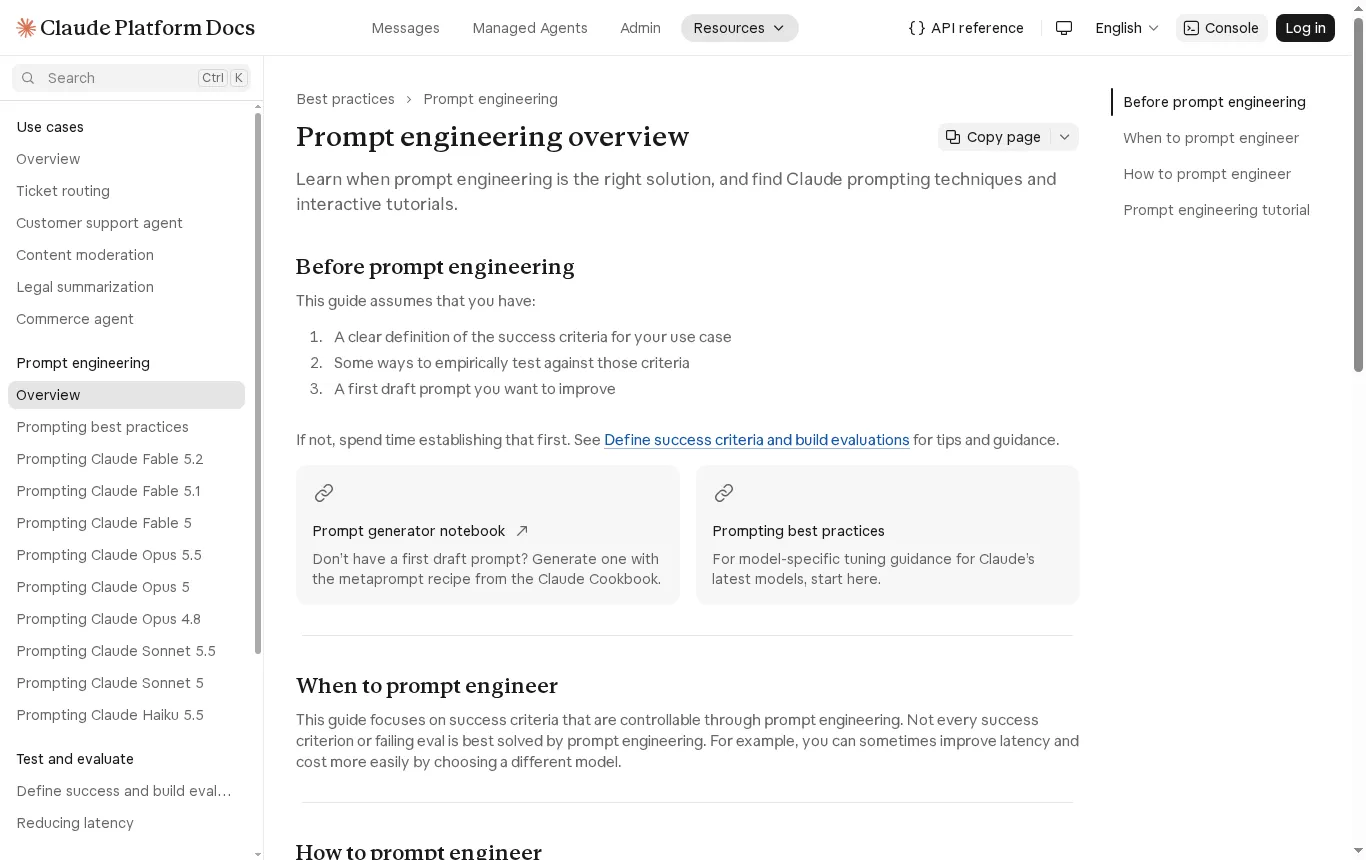 Claude Platform Docs
Messages
Managed Agents
Admin
Resources
API reference
English
Console
Log in
Search
Ctrl
K
Use cases
Overview
Ticket routing
Customer support agent
Content moderation
Legal summarization
Commerce agent
Prompt engineering
Overview
Prompting best practices
Prompting Claude Fable 5.2
Prompting Claude Fable 5.1
Prompting Claude Fable 5
Prompting Claude Opus 5.5
Prompting Claude Opus 5
Prompting Claude Opus 4.8
Prompting Claude Sonnet 5.5
Prompting Claude Sonnet 5
Prompting Claude Haiku 5.5
Test and evaluate
Define success and build eval...
Reducing latency
Best practices
Prompt engineering
Prompt engineering overview
Copy page
Learn when prompt engineering is the right solution, and find Claude prompting techniques and
interactive tutorials.
Before prompt engineering
This guide assumes that you have:
1. A clear definition of the success criteria for your use case
2. Some ways to empirically test against those criteria
3. A first draft prompt you want to improve
If not, spend time establishing that first. See Define success criteria and build evaluations for tips and guidance.
Prompt generator notebook
Don't have a first draft prompt? Generate one with
the metaprompt recipe from the Claude Cookbook.
Prompting best practices
For model-specific tuning guidance for Claude's
latest models, start here.
When to prompt engineer
This guide focuses on success criteria that are controllable through prompt engineering. Not every success
criterion or failing eval is best solved by prompt engineering. For example, you can sometimes improve latency and
cost more easily by choosing a different model.
How to prompt engineer
Before prompt engineering
When to prompt engineer
How to prompt engineer
Prompt engineering tutorial